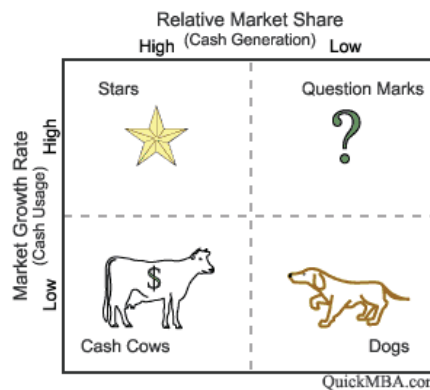 Relative Market Share
(Cash Generation)
High Low
Stars Question Marks
Market Growth Rate
(Cash Usage)
High
?
Low
$
Cash Cows Dogs
QuickMBA.com